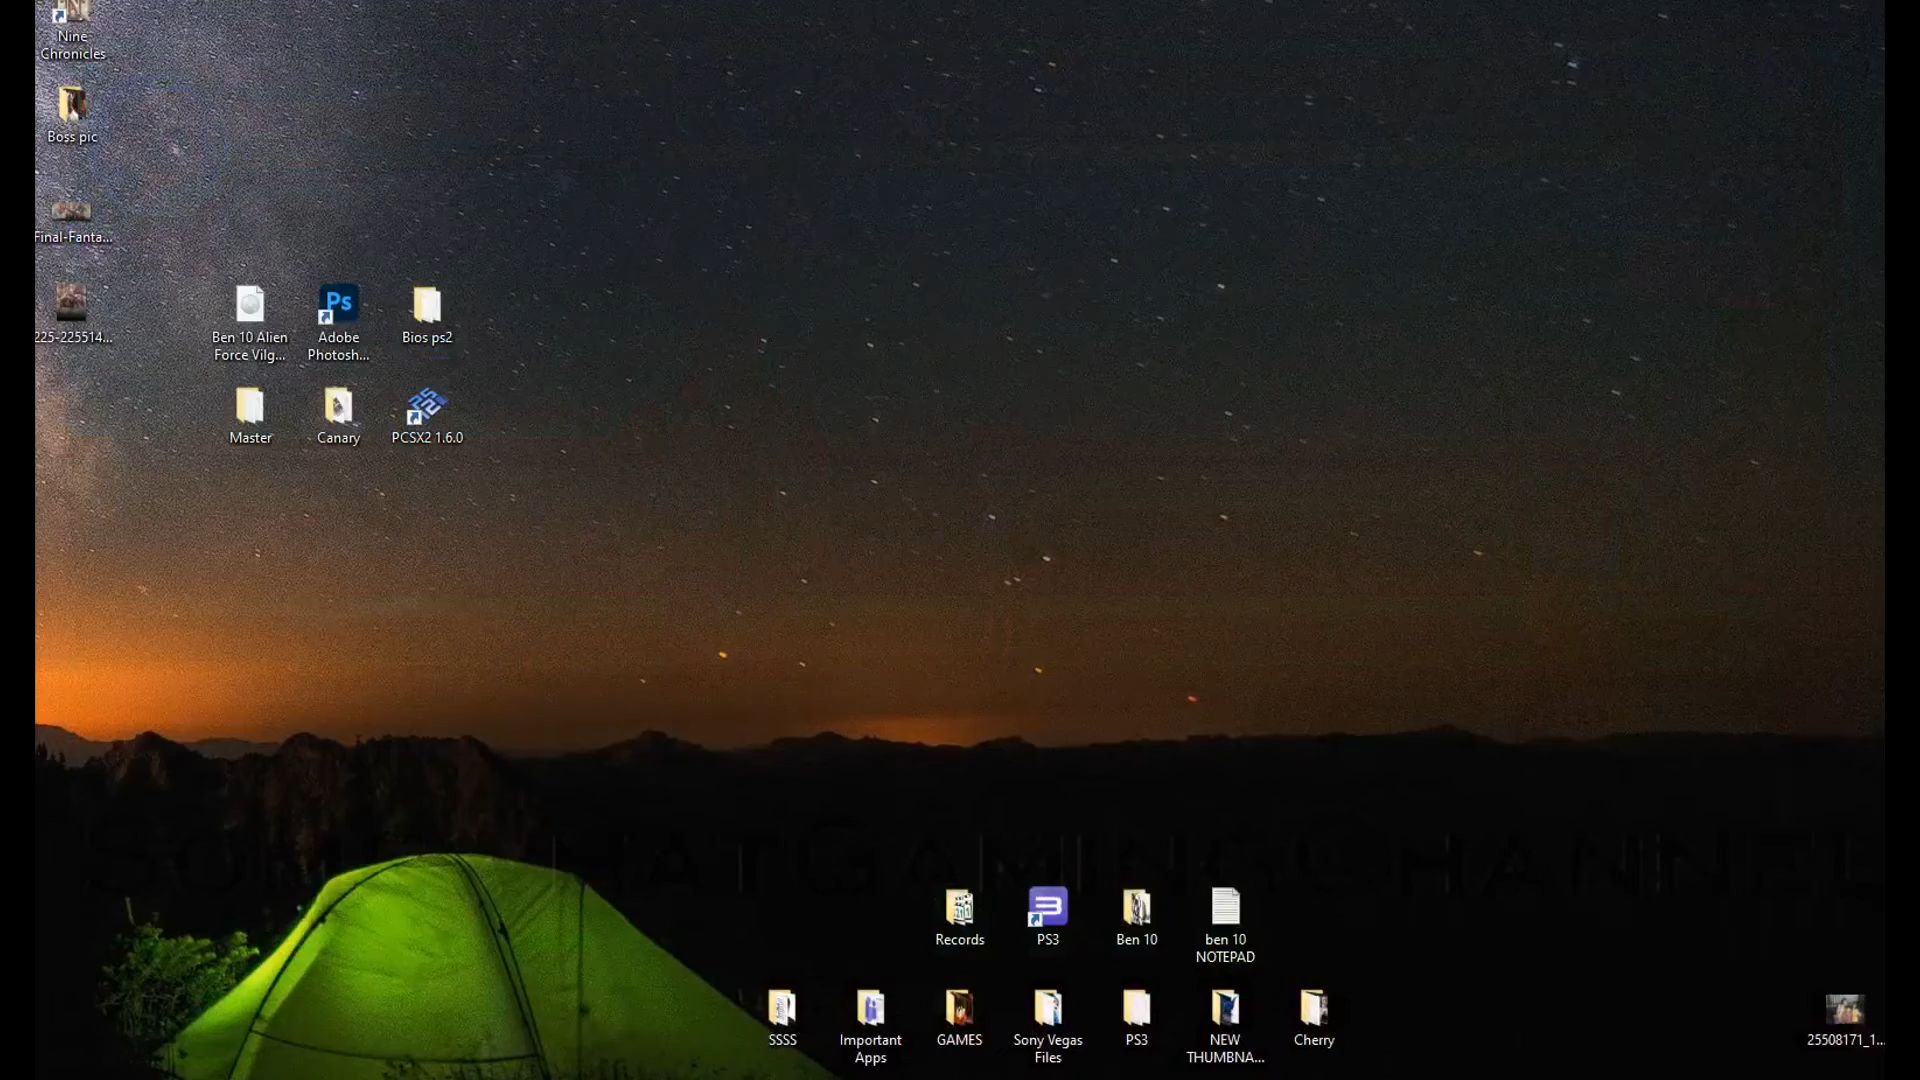 Nine
Chronicles
Boss pic
Final-Fanta...
225-225514...
Ben 10 Alien
Force Vilg...
Ps
Adobe
Photosh...
Bios ps2
Master
Canary
PCSX2 1.6.0
Records
PS3
Ben 10
ben 10
NOTEPAD
SSSS
Important
Apps
GAMES
Sony Vegas
Files
PS3
NEW
THUMBNA...
Cherry
25508171_1...